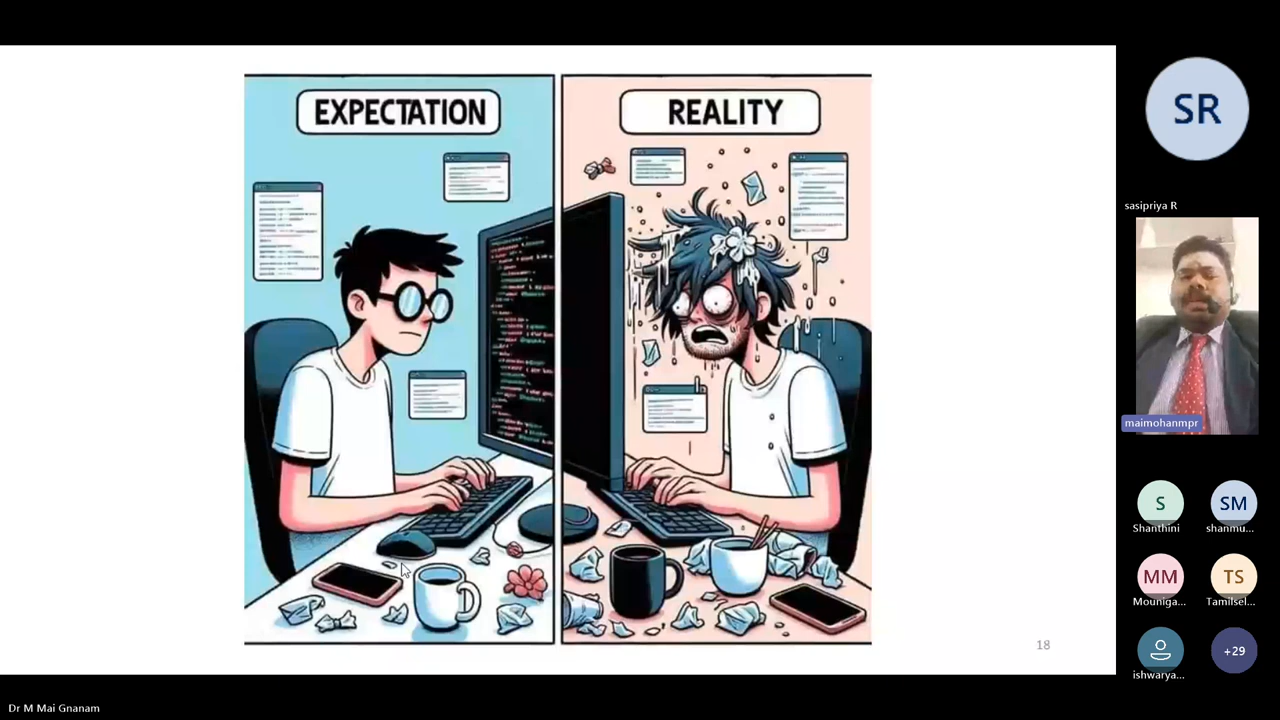 EXPECTATION
REALITY
18
SR
sasipriya R
maimohanmpr
S
SM
Shanthini
shanmu...
MM
TS
Mouniga...
Tamilsel...
+29
ishwarya...
Dr M Mai Gnanam